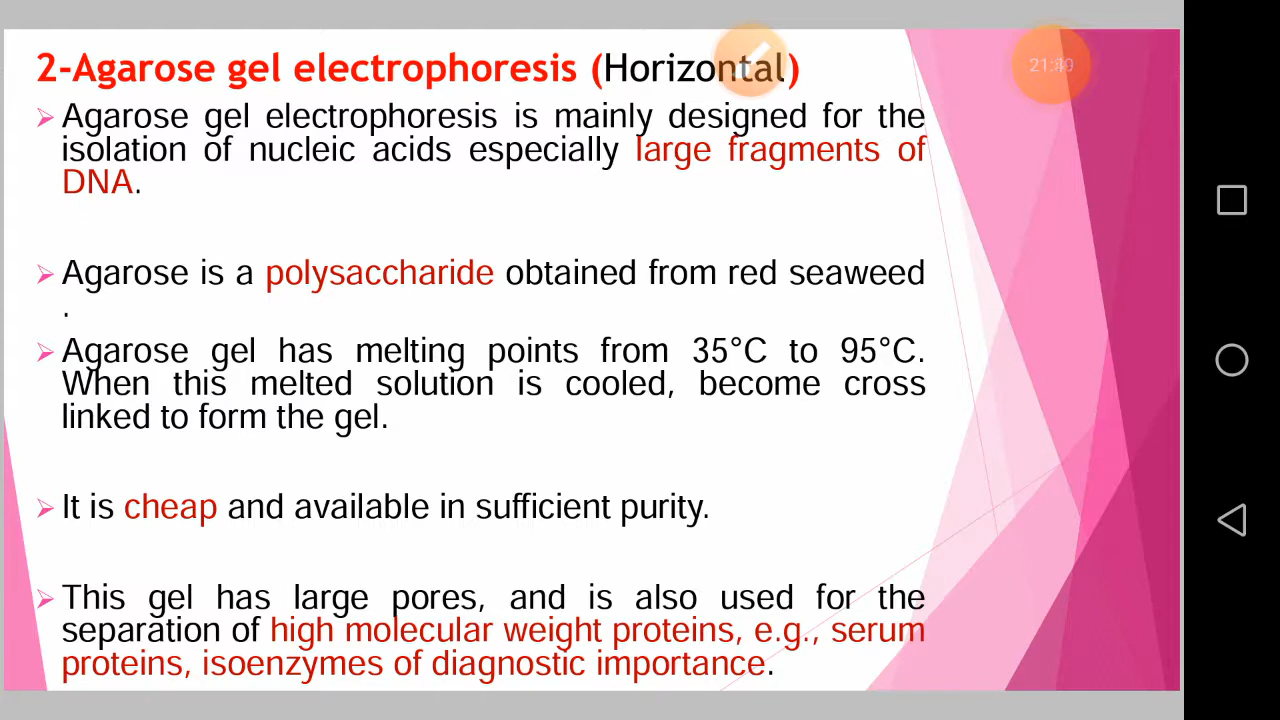 2-Agarose gel electrophoresis (Horizontal)
➢ Agarose gel electrophoresis is mainly designed for the
isolation of nucleic acids especially large fragments of
DNA.
➢ Agarose is a polysaccharide obtained from red seaweed
.
➢ Agarose gel has melting points from 35°C to 95°C.
When this melted solution is cooled, become cross
linked to form the gel.
➢ It is cheap and available in sufficient purity.
➢ This gel has large pores, and is also used for the
separation of high molecular weight proteins, e.g., serum
proteins, isoenzymes of diagnostic importance.